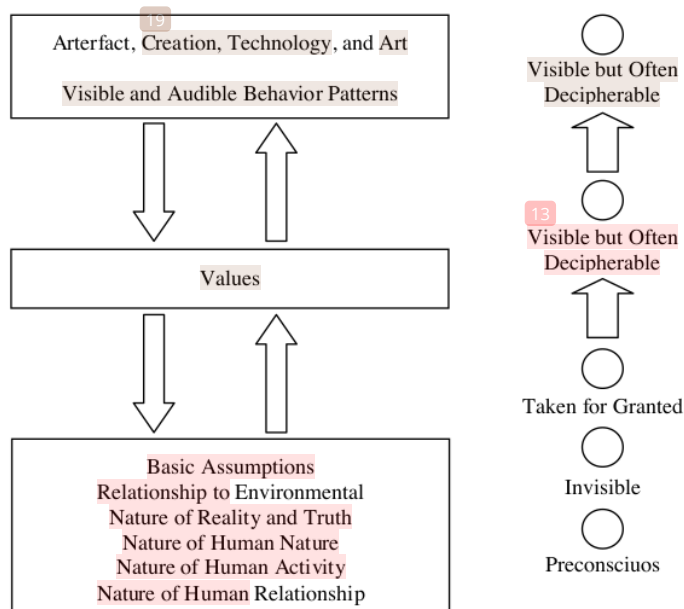 19
Arterfact, Creation, Technology, and Art
Visible and Audible Behavior Patterns
Values
Basic Assumptions
Relationship to Environmental
Nature of Reality and Truth
Nature of Human Nature
Nature of Human Activity
Nature of Human Relationship
Visible but Often
Decipherable
13
Visible but Often
Decipherable
Taken for Granted
Invisible
Preconsciuos